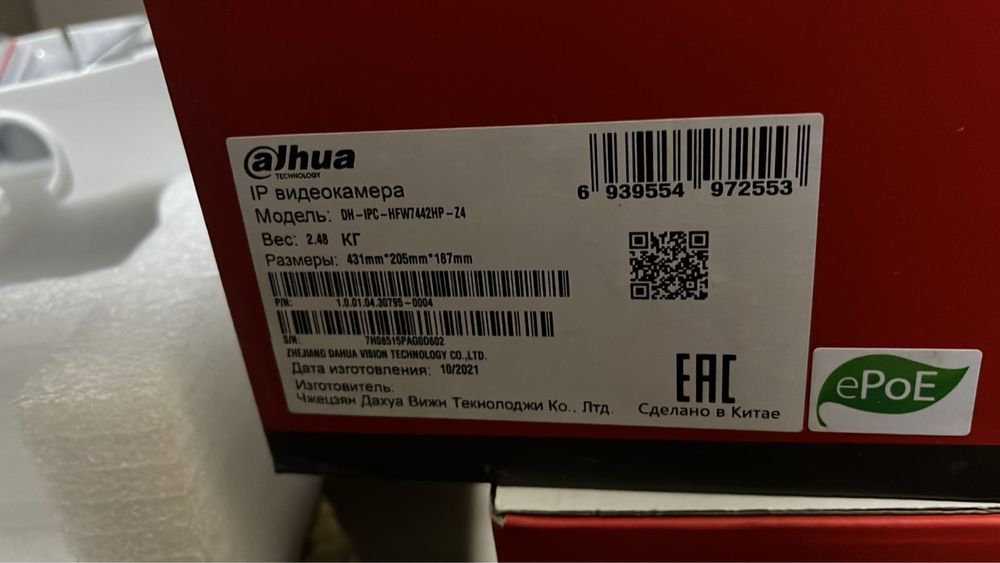 alhua
TECHNOLOGY
IP видеокамера
Модель: DH-IPC-HFW7442HP-Z4
Вес: 2.48 КГ
Размеры: 431mm*205mm*187mm
P/N: 1.0.01.04.30795-0004
S/N: 7H08515PAG0D602
ZHEJIANG DAHUA VISION TECHNOLOGY CO.,LTD.
Дата изготовления: 10/2021
Изготовитель:
Чжецзян Дахуа Вижн Текнолоджи Ко., Лтд.
6 939554 972553
EAC
Сделано в Китае
ePoE